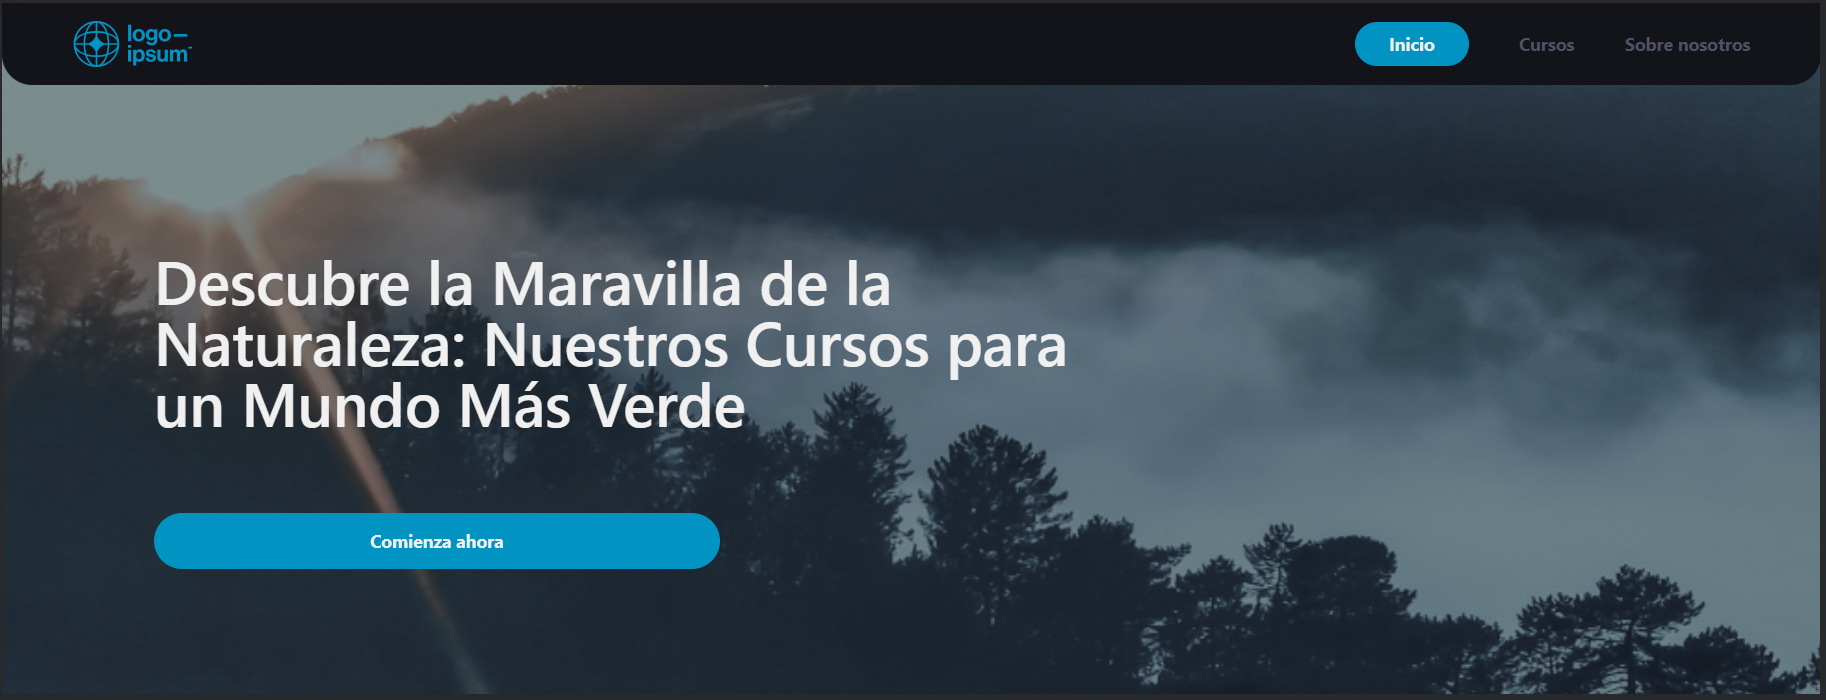 logo—
ipsum™
Inicio
Cursos
Sobre nosotros
Descubre la Maravilla de la
Naturaleza: Nuestros Cursos para
un Mundo Más Verde
Comienza ahora